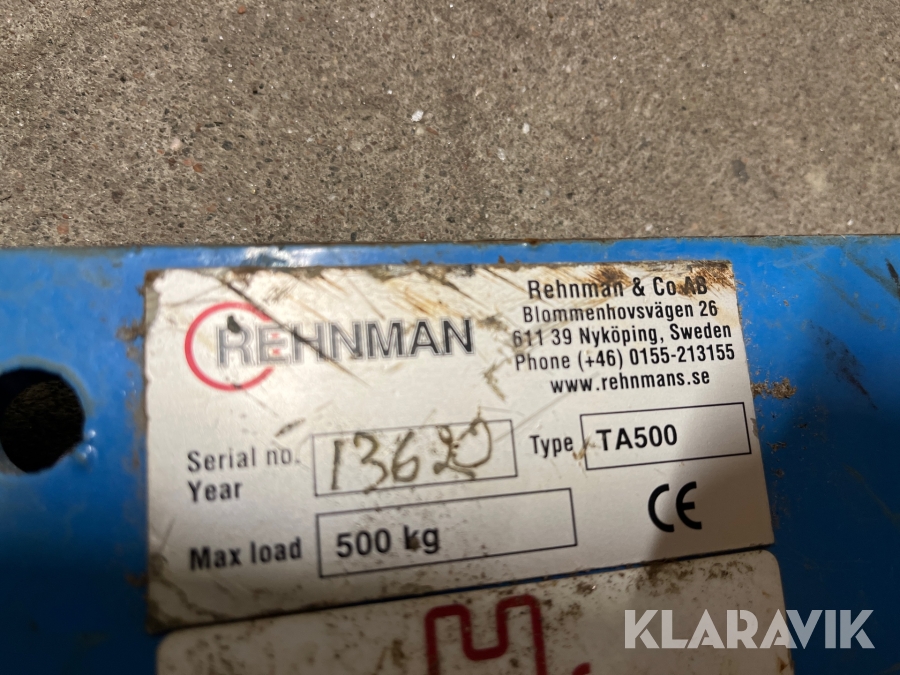 REHNMAN
Rehnman & Co AB
Blommenhovsvägen 26
611 39 Nyköping, Sweden
Phone (+46) 0155-213155
www.rehnmans.se
Serial no. 13620
Year
Type TA500
Max load 500 kg
CE
KLARAVIK